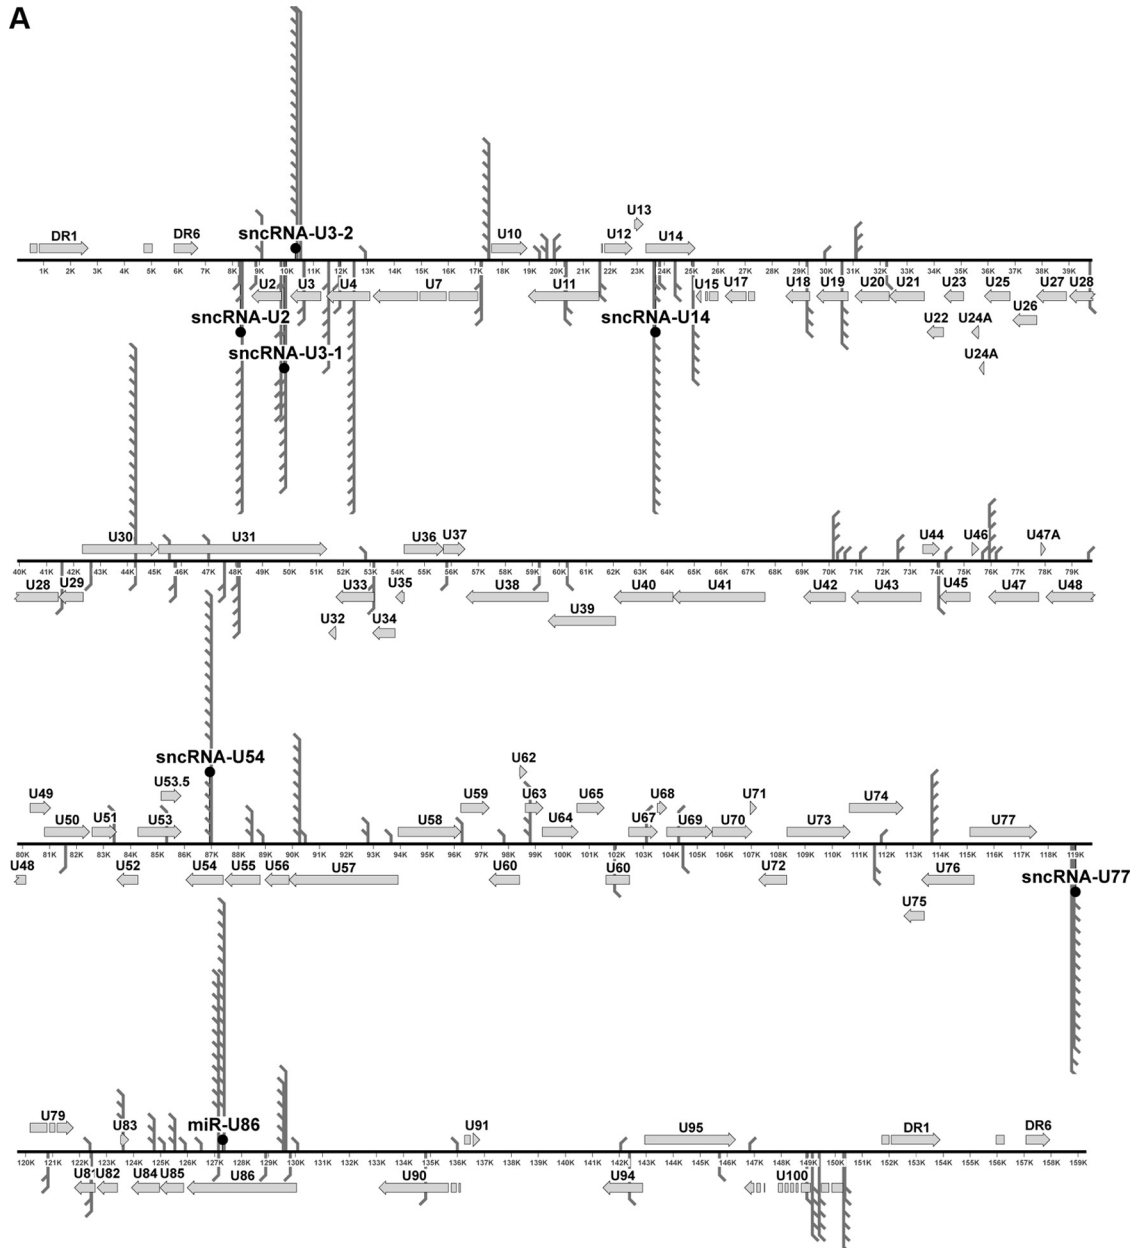 A
U13
DR1 DR6 sncRNA-U3-2 U10 U12 U14
1K 2K 3K 4K 5K 6K 7K 8K 9K 10K 11K 12K 13K 14K 15K 16K 17K 18K 19K 20K 21K 22K 23K 24K 25K 26K 27K 28K 29K 30K 31K 32K 33K 34K 35K 36K 37K 38K 39K
U2 U3 U4 U7 U11 U15 U17 U18 U19 U20 U21 U23 U25 U27 U28
sncRNA-U2 sncRNA-U14 U22 U24A U26
sncRNA-U3-1 U24A
U30 U31 U36 U37 U44 U46 U47A
40K 41K 42K 43K 44K 45K 46K 47K 48K 49K 50K 51K 52K 53K 54K 55K 56K 57K 58K 59K 60K 61K 62K 63K 64K 65K 66K 67K 68K 69K 70K 71K 72K 73K 74K 75K 76K 77K 78K 79K
U28 U29 U33 U35 U38 U40 U41 U42 U43 U45 U47 U48
U39
U32 U34
sncRNA-U54 U62
U53.5
U49 U59 U63 U65 U68 U71 U74
U50 U51 U53 U58 U64 U67 U69 U70 U73 U77
80K 81K 82K 83K 84K 85K 86K 87K 88K 89K 90K 91K 92K 93K 94K 95K 96K 97K 98K 99K 100K 101K 102K 103K 104K 105K 106K 107K 108K 109K 110K 111K 112K 113K 114K 115K 116K 117K 118K 119K
U48 U52 U54 U55 U56 U57 U60 U60 U72 U76 sncRNA-U77
U75
U79
U83 miR-U86 U91 U95 DR1 DR6
120K 121K 122K 123K 124K 125K 126K 127K 128K 129K 130K 131K 132K 133K 134K 135K 136K 137K 138K 139K 140K 141K 142K 143K 144K 145K 146K 147K 148K 149K 150K 151K 152K 153K 154K 155K 156K 157K 158K 159K
U81 U82 U84 U85 U86 U90 U94 U100